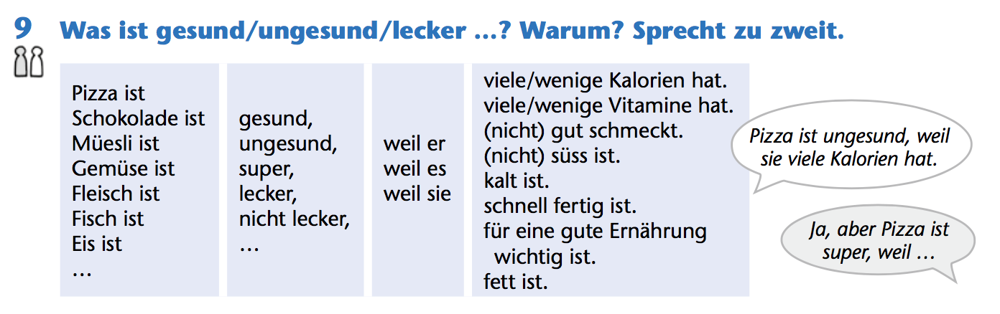 9 Was ist gesund/ungesund/lecker ...? Warum? Sprecht zu zweit.
Pizza ist
Schokolade ist
Müesli ist
Gemüse ist
Fleisch ist
Fisch ist
Eis ist
...
gesund,
ungesund,
super,
lecker,
nicht lecker,
...
weil er
weil es
weil sie
viele/wenige Kalorien hat.
viele/wenige Vitamine hat.
(nicht) gut schmeckt.
(nicht) süss ist.
kalt ist.
schnell fertig ist.
für eine gute Ernährung
wichtig ist.
fett ist.
Pizza ist ungesund, weil
sie viele Kalorien hat.
Ja, aber Pizza ist
super, weil ...